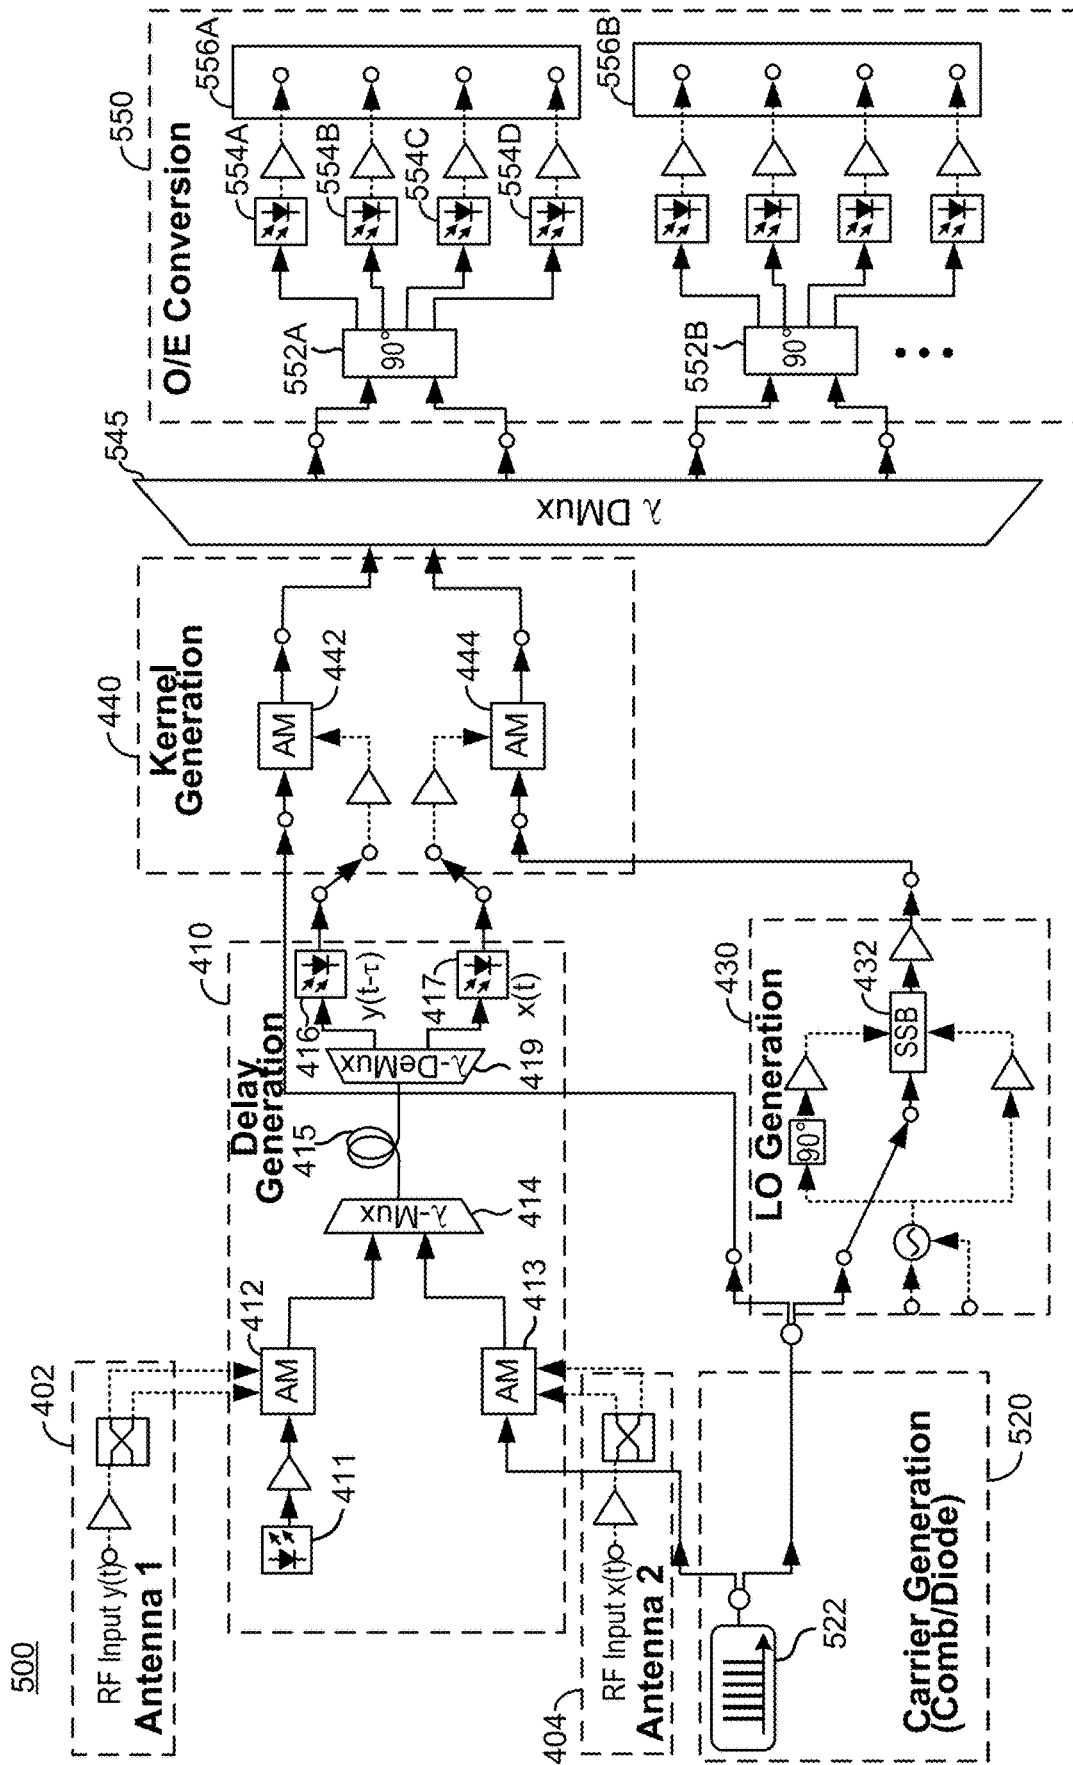 500
402
RF Input y(t)
Antenna 1
404
RF Input x(t)
Antenna 2
410
Delay
Generation
411
412
AM
413
AM
414
λ-Mux
415
λ-DeMux
419
416
y(t-τ)
417
x(t)
520
522
Carrier Generation
(Comb/Diode)
430
LO Generation
90°
SSB
432
440
Kernel
Generation
AM
442
AM
444
545
λ DMux
550
O/E Conversion
552A
90°
554A
554B
554C
554D
556A
552B
90°
556B